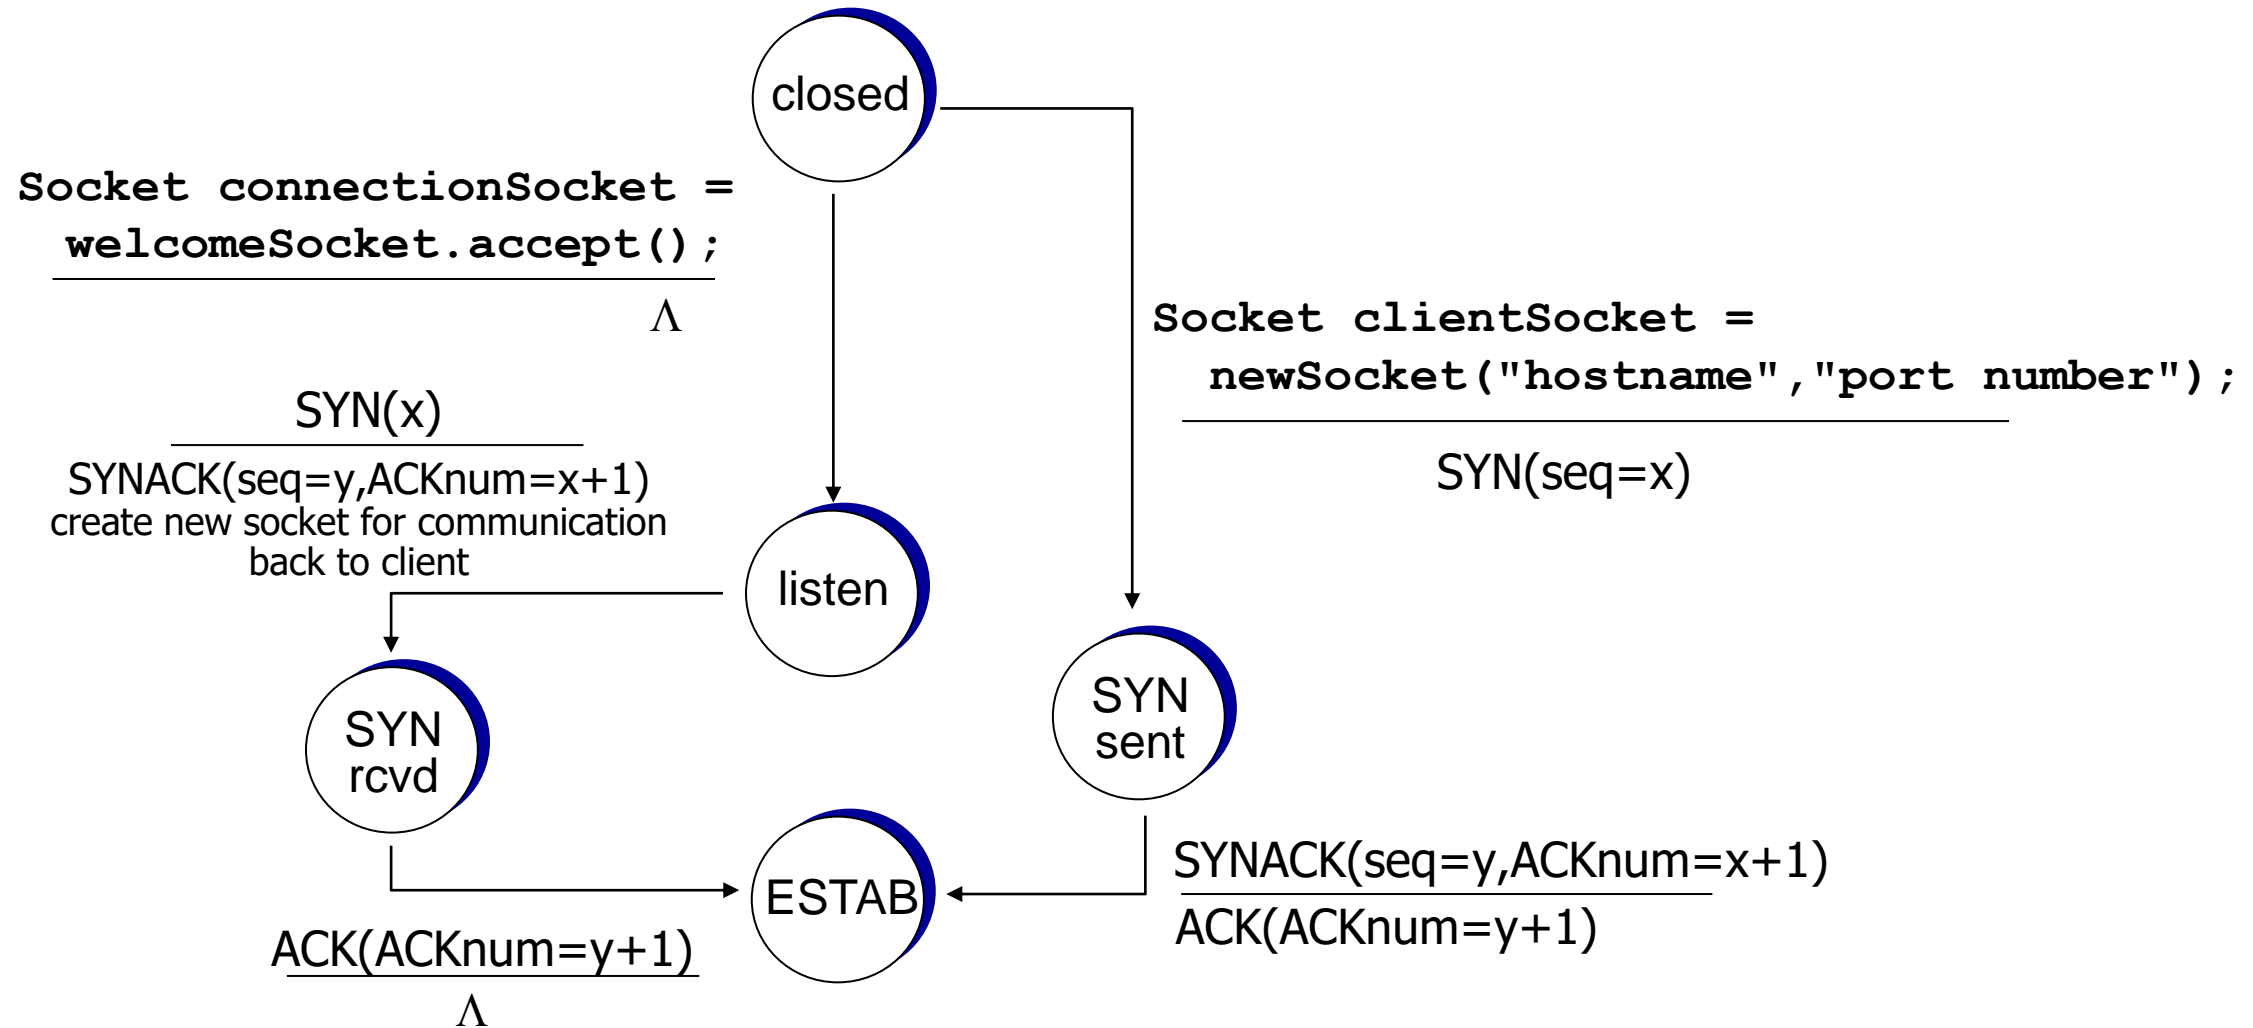 closed
Socket connectionSocket =
welcomeSocket.accept();
Λ
Socket clientSocket =
newSocket("hostname","port number");
SYN(seq=x)
SYN(x)
SYNACK(seq=y,ACKnum=x+1)
create new socket for communication
back to client
listen
SYN
rcvd
SYN
sent
ESTAB
SYNACK(seq=y,ACKnum=x+1)
ACK(ACKnum=y+1)
ACK(ACKnum=y+1)
Λ